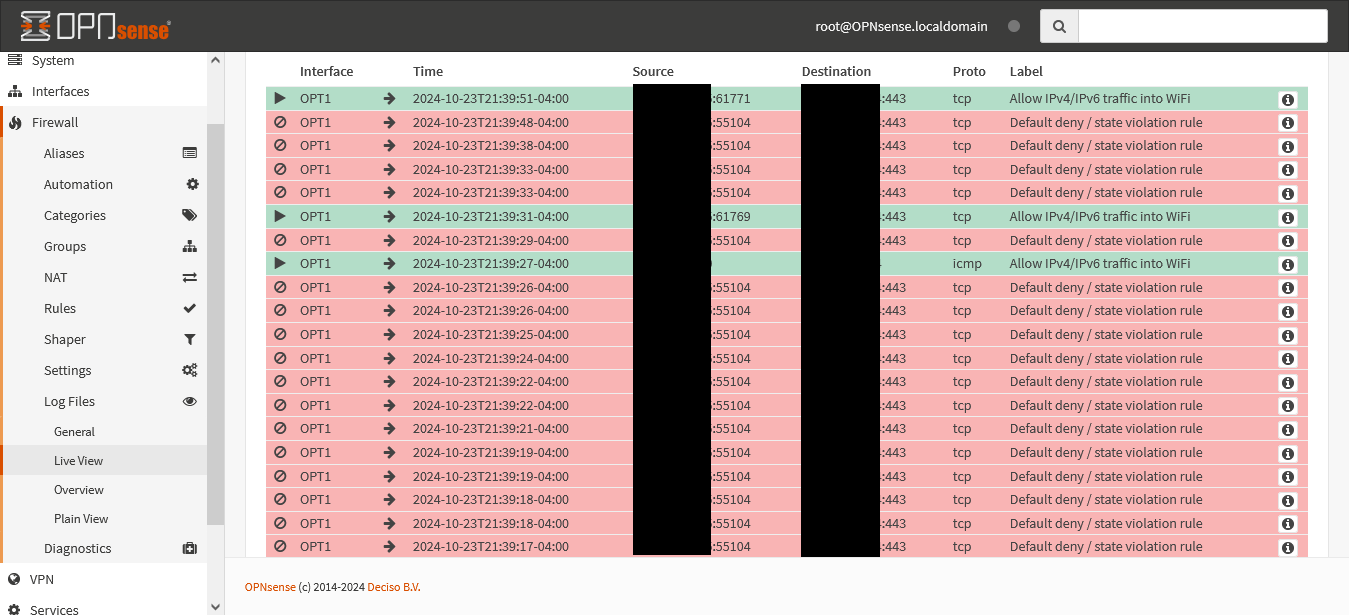 OPNsense®
root@OPNsense.localdomain
System
Interfaces
Firewall
Aliases
Automation
Categories
Groups
NAT
Rules
Shaper
Settings
Log Files
General
Live View
Overview
Plain View
Diagnostics
VPN
Services
Interface Time Source Destination Proto Label
OPT1 2024-10-23T21:39:51-04:00 :61771 :443 tcp Allow IPv4/IPv6 traffic into WiFi
OPT1 2024-10-23T21:39:48-04:00 :55104 :443 tcp Default deny / state violation rule
OPT1 2024-10-23T21:39:38-04:00 :55104 :443 tcp Default deny / state violation rule
OPT1 2024-10-23T21:39:33-04:00 :55104 :443 tcp Default deny / state violation rule
OPT1 2024-10-23T21:39:33-04:00 :55104 :443 tcp Default deny / state violation rule
OPT1 2024-10-23T21:39:31-04:00 :61769 :443 tcp Allow IPv4/IPv6 traffic into WiFi
OPT1 2024-10-23T21:39:29-04:00 :55104 :443 tcp Default deny / state violation rule
OPT1 2024-10-23T21:39:27-04:00 icmp Allow IPv4/IPv6 traffic into WiFi
OPT1 2024-10-23T21:39:26-04:00 :55104 :443 tcp Default deny / state violation rule
OPT1 2024-10-23T21:39:26-04:00 :55104 :443 tcp Default deny / state violation rule
OPT1 2024-10-23T21:39:25-04:00 :55104 :443 tcp Default deny / state violation rule
OPT1 2024-10-23T21:39:24-04:00 :55104 :443 tcp Default deny / state violation rule
OPT1 2024-10-23T21:39:22-04:00 :55104 :443 tcp Default deny / state violation rule
OPT1 2024-10-23T21:39:22-04:00 :55104 :443 tcp Default deny / state violation rule
OPT1 2024-10-23T21:39:21-04:00 :55104 :443 tcp Default deny / state violation rule
OPT1 2024-10-23T21:39:19-04:00 :55104 :443 tcp Default deny / state violation rule
OPT1 2024-10-23T21:39:19-04:00 :55104 :443 tcp Default deny / state violation rule
OPT1 2024-10-23T21:39:18-04:00 :55104 :443 tcp Default deny / state violation rule
OPT1 2024-10-23T21:39:18-04:00 :55104 :443 tcp Default deny / state violation rule
OPT1 2024-10-23T21:39:17-04:00 :55104 :443 tcp Default deny / state violation rule
OPNsense (c) 2014-2024 Deciso B.V.